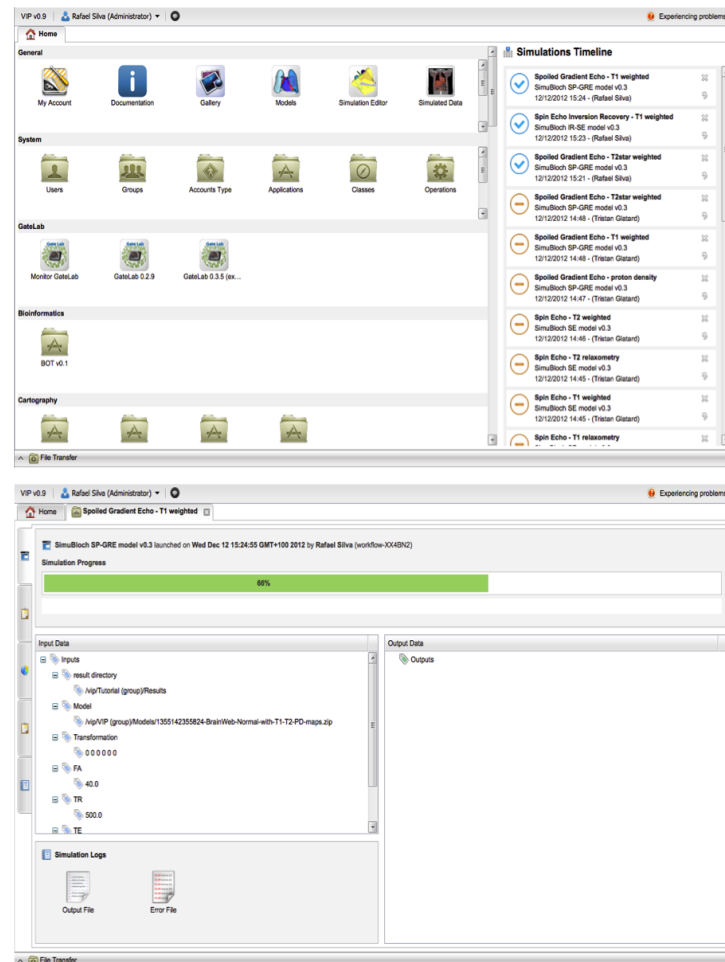 VIP v0.9 Rafael Silva (Administrator) Experiencing problems
Home
General
My Account Documentation Gallery Models Simulation Editor Simulated Data
System
Users Groups Accounts Type Applications Classes Operations
GateLab
Monitor GateLab GateLab 0.2.9 GateLab 0.3.5 (ex...
Bioinformatics
BOT v0.1
Cartography
Simulations Timeline
Spoiled Gradient Echo - T1 weighted
SimuBloch SP-GRE model v0.3
12/12/2012 15:24 - (Rafael Silva)
Spin Echo Inversion Recovery - T1 weighted
SimuBloch IR-SE model v0.3
12/12/2012 15:23 - (Rafael Silva)
Spoiled Gradient Echo - T2star weighted
SimuBloch SP-GRE model v0.3
12/12/2012 15:21 - (Rafael Silva)
Spoiled Gradient Echo - T2star weighted
SimuBloch SP-GRE model v0.3
12/12/2012 14:48 - (Tristan Glatard)
Spoiled Gradient Echo - T1 weighted
SimuBloch SP-GRE model v0.3
12/12/2012 14:48 - (Tristan Glatard)
Spoiled Gradient Echo - proton density
SimuBloch SP-GRE model v0.3
12/12/2012 14:47 - (Tristan Glatard)
Spin Echo - T2 weighted
SimuBloch SE model v0.3
12/12/2012 14:46 - (Tristan Glatard)
Spin Echo - T2 relaxometry
SimuBloch SE model v0.3
12/12/2012 14:45 - (Tristan Glatard)
Spin Echo - T1 weighted
SimuBloch SE model v0.3
12/12/2012 14:45 - (Tristan Glatard)
Spin Echo - T1 relaxometry
File Transfer
VIP v0.9 Rafael Silva (Administrator) Experiencing problems
Home Spoiled Gradient Echo - T1 weighted
SimuBloch SP-GRE model v0.3 launched on Wed Dec 12 15:24:55 GMT+100 2012 by Rafael Silva (workflow-XX4BN2)
Simulation Progress
66%
Input Data
Inputs
result directory
/vip/Tutorial (group)/Results
Model
/vip/VIP (group)/Models/1355142355824-BrainWeb-Normal-with-T1-T2-PD-maps.zip
Transformation
0 0 0 0 0 0
FA
40.0
TR
500.0
TE
Output Data
Outputs
Simulation Logs
Output File Error File
File Transfer